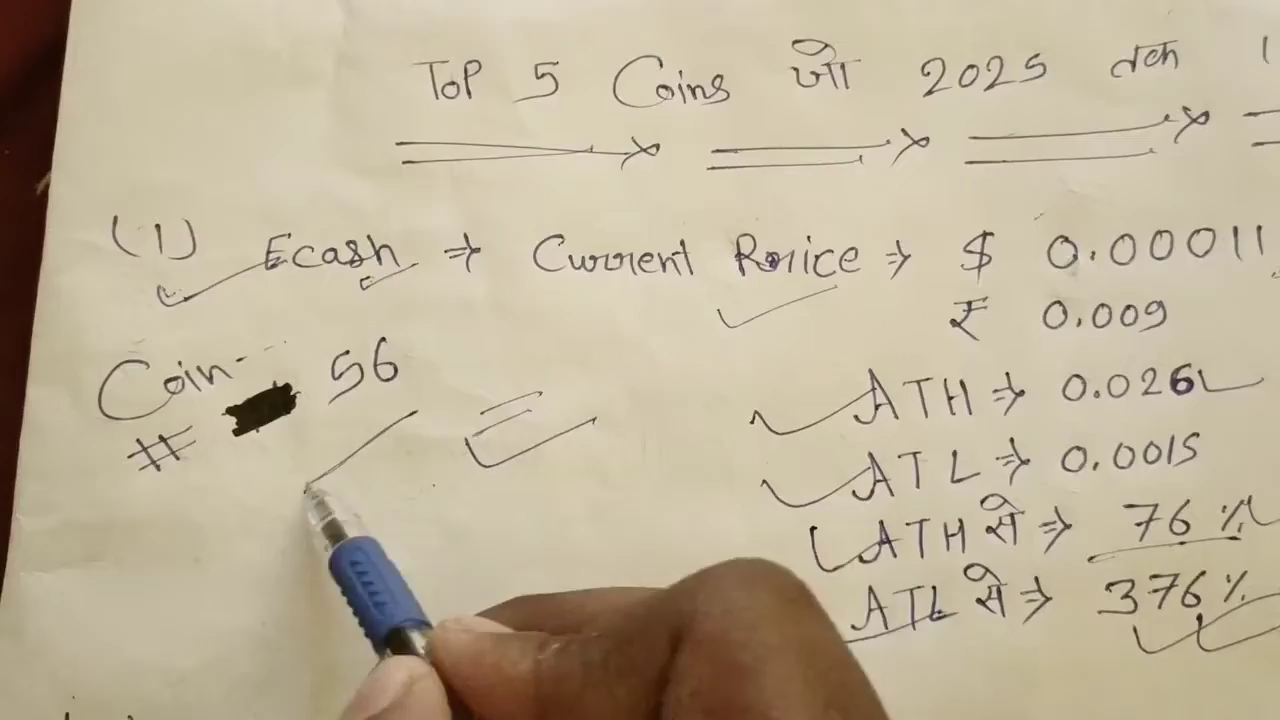 Top 5 Coins जो 2025 तक
(1) Ecash ⇒ Current Price ⇒ $ 0.00011
₹ 0.009
Coin 56
#
ATH ⇒ 0.026
ATL ⇒ 0.0015
ATH से ⇒ 76 %
ATL से ⇒ 376 %